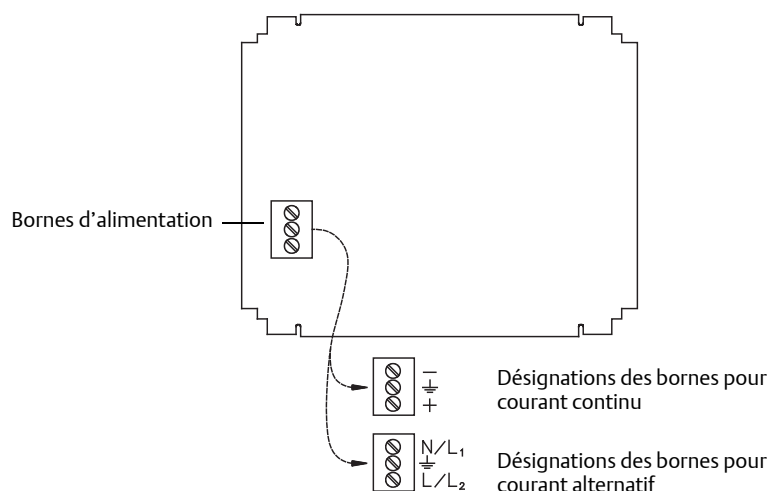 Bornes d’alimentation
−
⏚
+
Désignations des bornes pour
courant continu
N/L₁
⏚
L/L₂
Désignations des bornes pour
courant alternatif